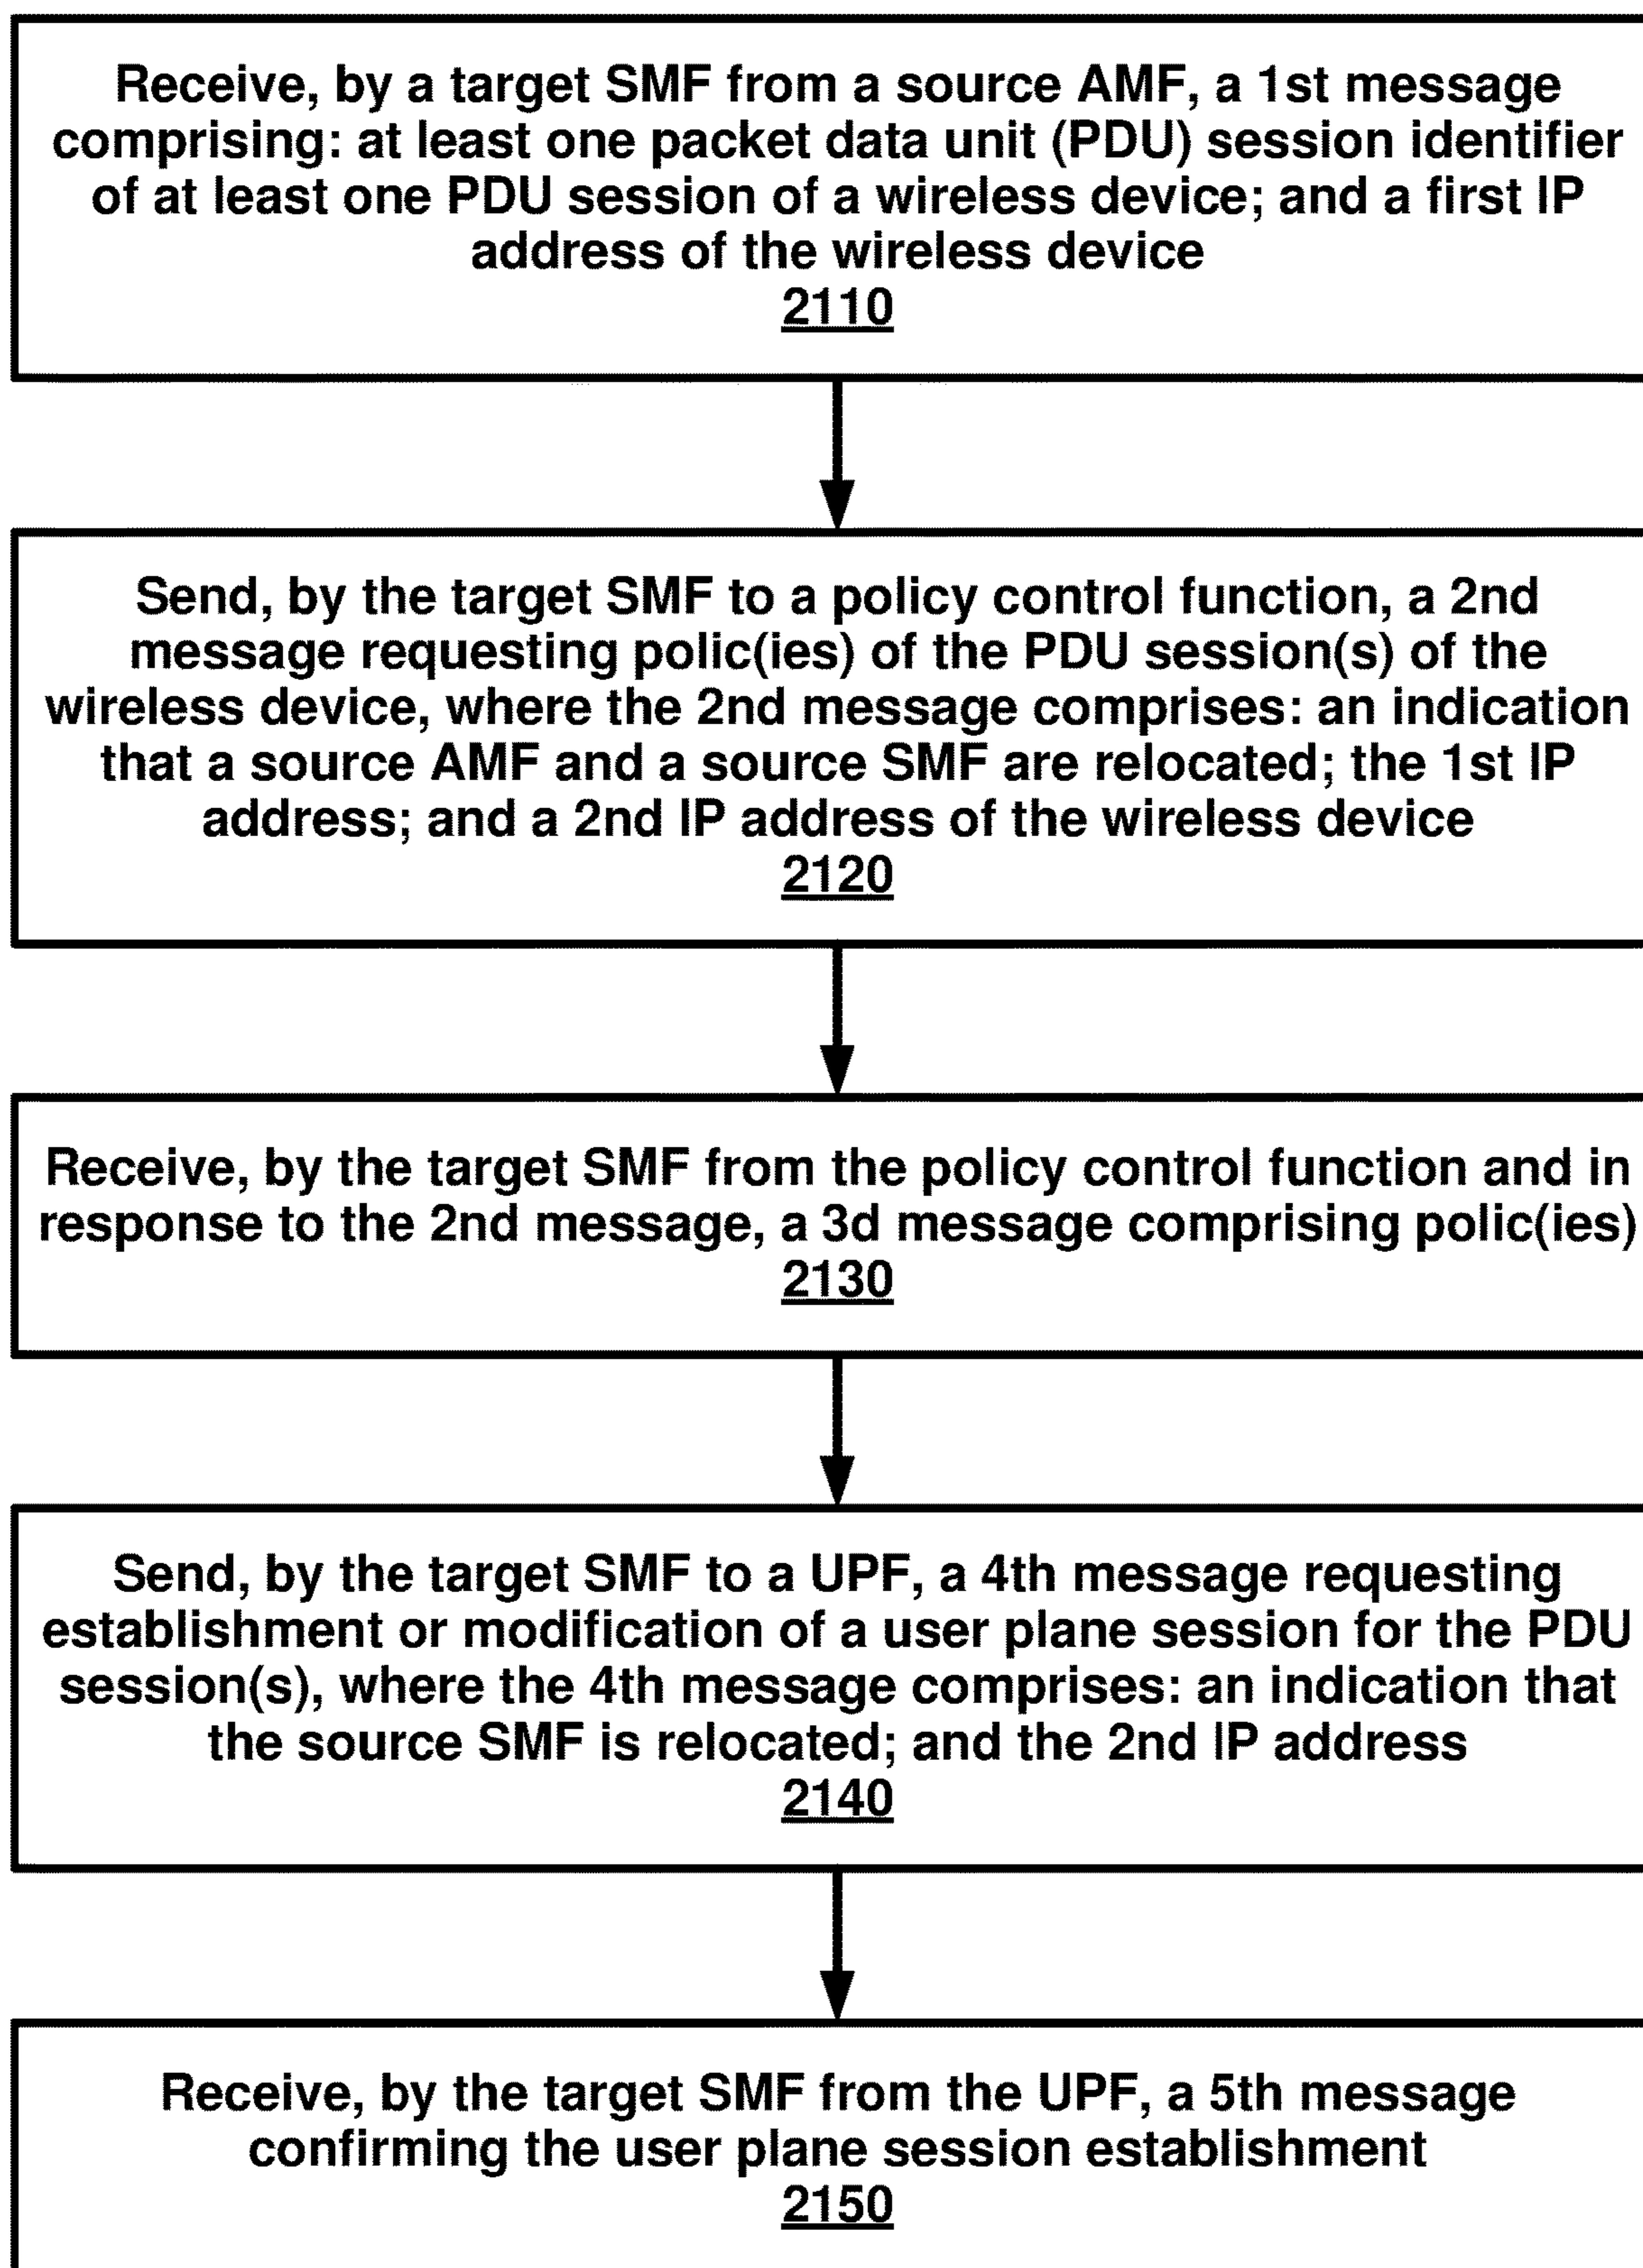 Receive, by a target SMF from a source AMF, a 1st message
comprising: at least one packet data unit (PDU) session identifier
of at least one PDU session of a wireless device; and a first IP
address of the wireless device
2110
Send, by the target SMF to a policy control function, a 2nd
message requesting polic(ies) of the PDU session(s) of the
wireless device, where the 2nd message comprises: an indication
that a source AMF and a source SMF are relocated; the 1st IP
address; and a 2nd IP address of the wireless device
2120
Receive, by the target SMF from the policy control function and in
response to the 2nd message, a 3d message comprising polic(ies)
2130
Send, by the target SMF to a UPF, a 4th message requesting
establishment or modification of a user plane session for the PDU
session(s), where the 4th message comprises: an indication that
the source SMF is relocated; and the 2nd IP address
2140
Receive, by the target SMF from the UPF, a 5th message
confirming the user plane session establishment
2150